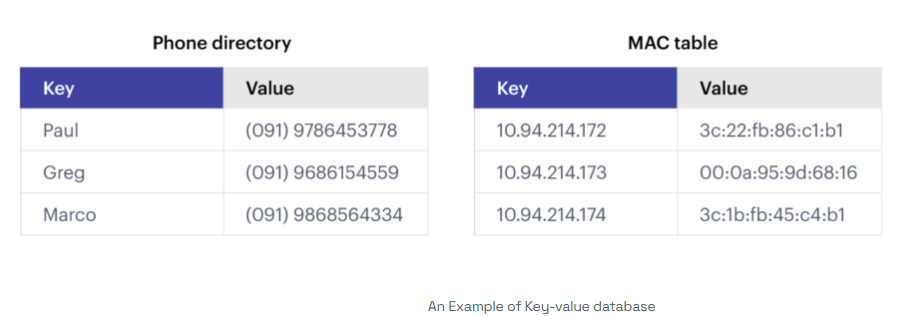 Phone directory
Key Value
Paul (091) 9786453778
Greg (091) 9686154559
Marco (091) 9868564334
MAC table
Key Value
10.94.214.172 3c:22:fb:86:c1:b1
10.94.214.173 00:0a:95:9d:68:16
10.94.214.174 3c:1b:fb:45:c4:b1
An Example of Key-value database